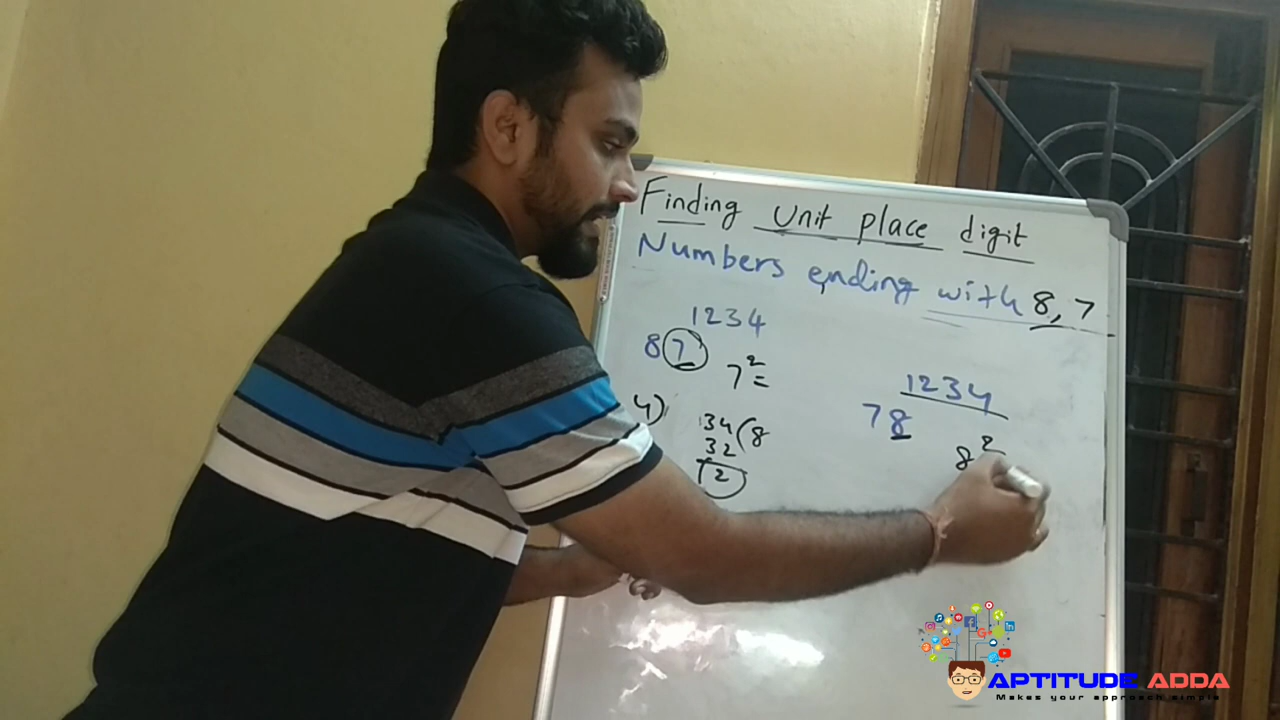 Finding Unit place digit
Numbers ending with 8, 7
1234
87
7²=
4) 34(8
32
2
1234
78
8²
APTITUDE ADDA
Makes your approach simple